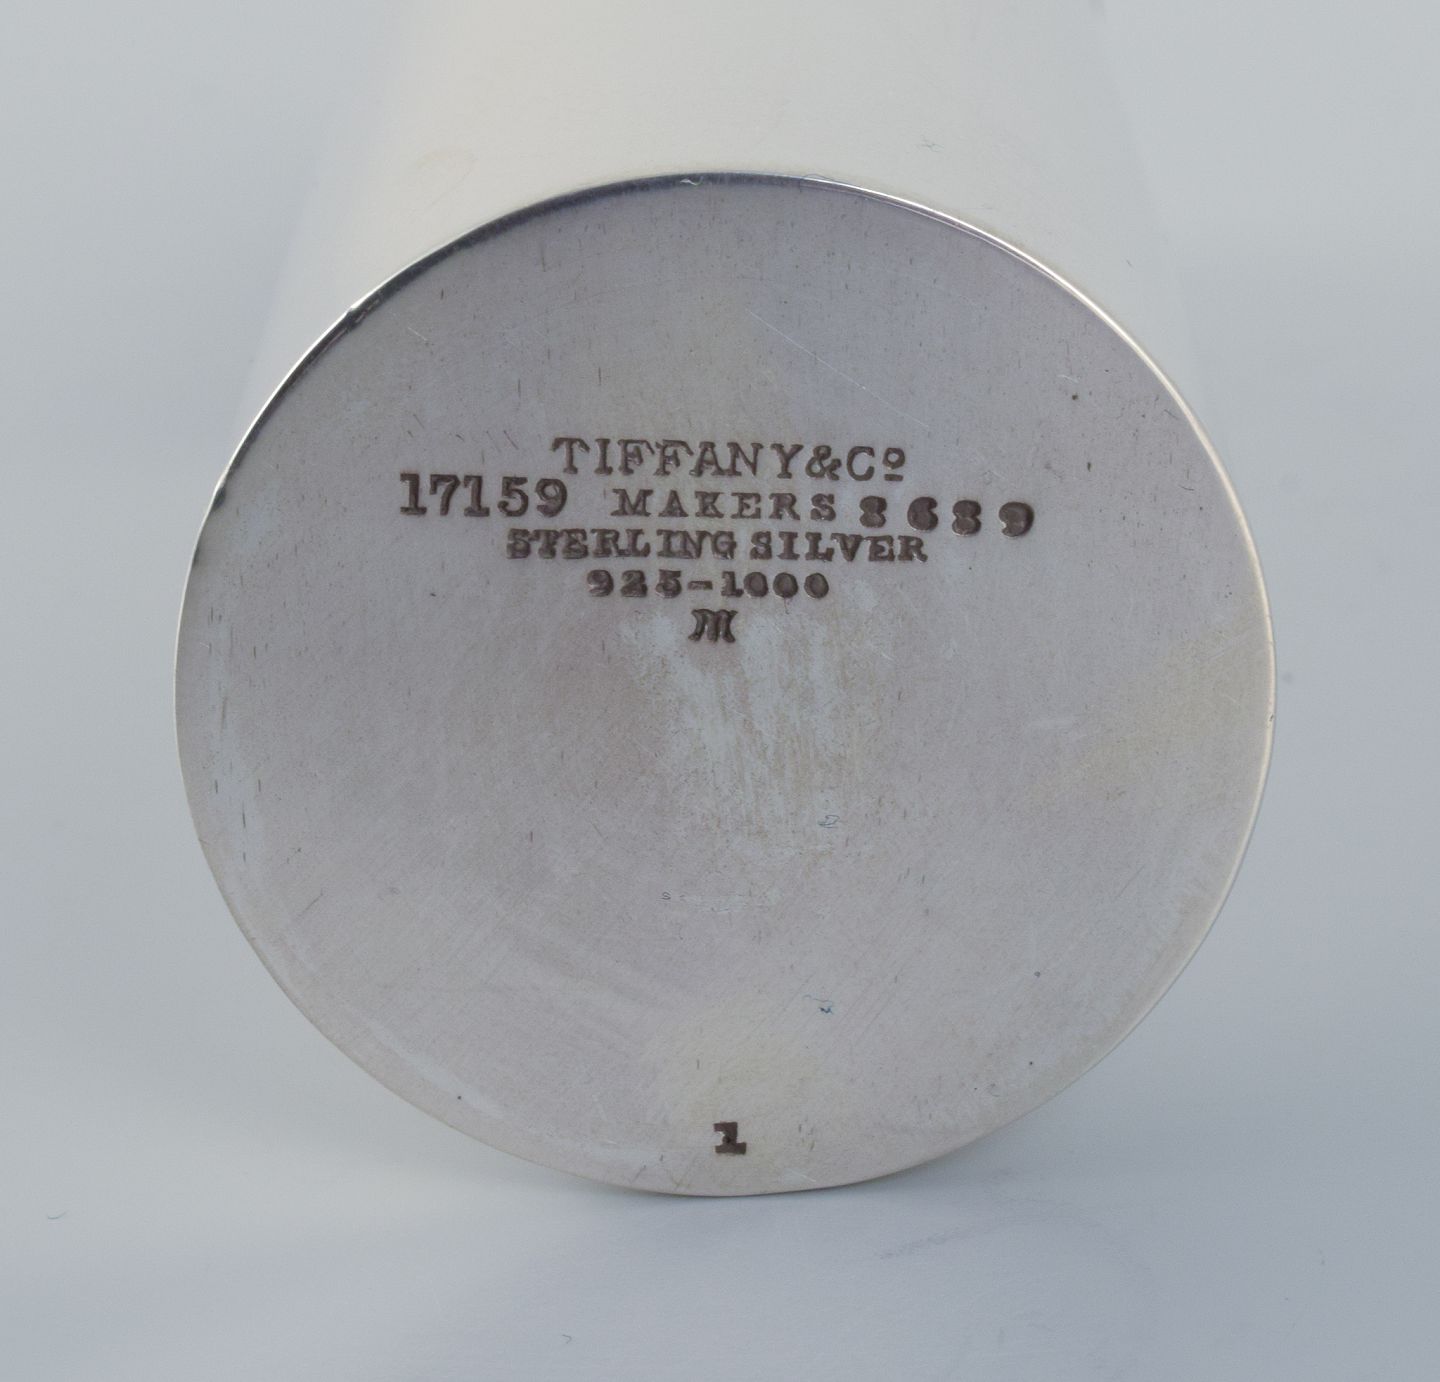 TIFFANY & Cº
17159 MAKERS 8689
STERLING SILVER
925-1000
M
1